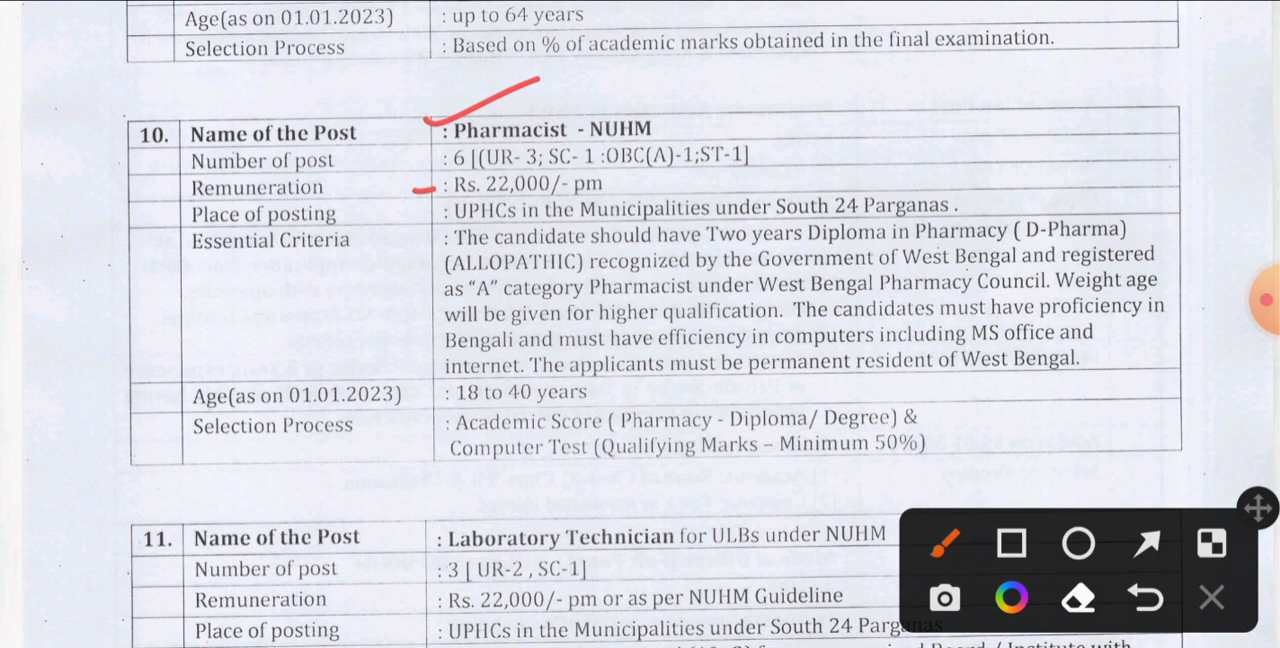 Age(as on 01.01.2023) : up to 64 years
Selection Process : Based on % of academic marks obtained in the final examination.
10. Name of the Post : Pharmacist - NUHM
Number of post : 6 [(UR- 3; SC- 1 :OBC(A)-1;ST-1]
Remuneration : Rs. 22,000/- pm
Place of posting : UPHCs in the Municipalities under South 24 Parganas .
Essential Criteria : The candidate should have Two years Diploma in Pharmacy ( D-Pharma)
(ALLOPATHIC) recognized by the Government of West Bengal and registered
as “A” category Pharmacist under West Bengal Pharmacy Council. Weight age
will be given for higher qualification. The candidates must have proficiency in
Bengali and must have efficiency in computers including MS office and
internet. The applicants must be permanent resident of West Bengal.
Age(as on 01.01.2023) : 18 to 40 years
Selection Process : Academic Score ( Pharmacy - Diploma/ Degree) &
Computer Test (Qualifying Marks – Minimum 50%)
11. Name of the Post : Laboratory Technician for ULBs under NUHM
Number of post : 3 [ UR-2 , SC-1]
Remuneration : Rs. 22,000/- pm or as per NUHM Guideline
Place of posting : UPHCs in the Municipalities under South 24 Parganas